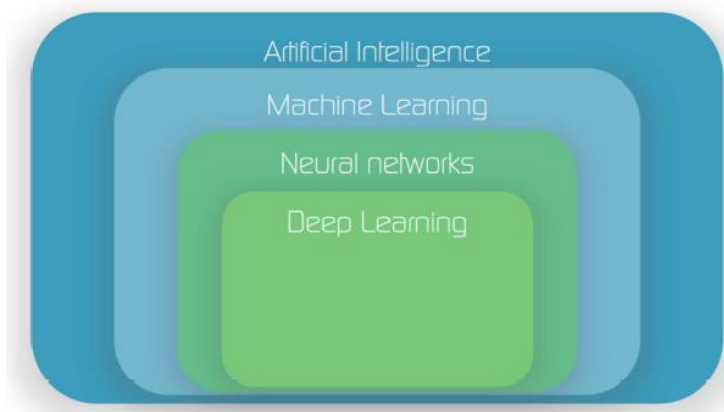 Artificial Intelligence
Machine Learning
Neural networks
Deep Learning